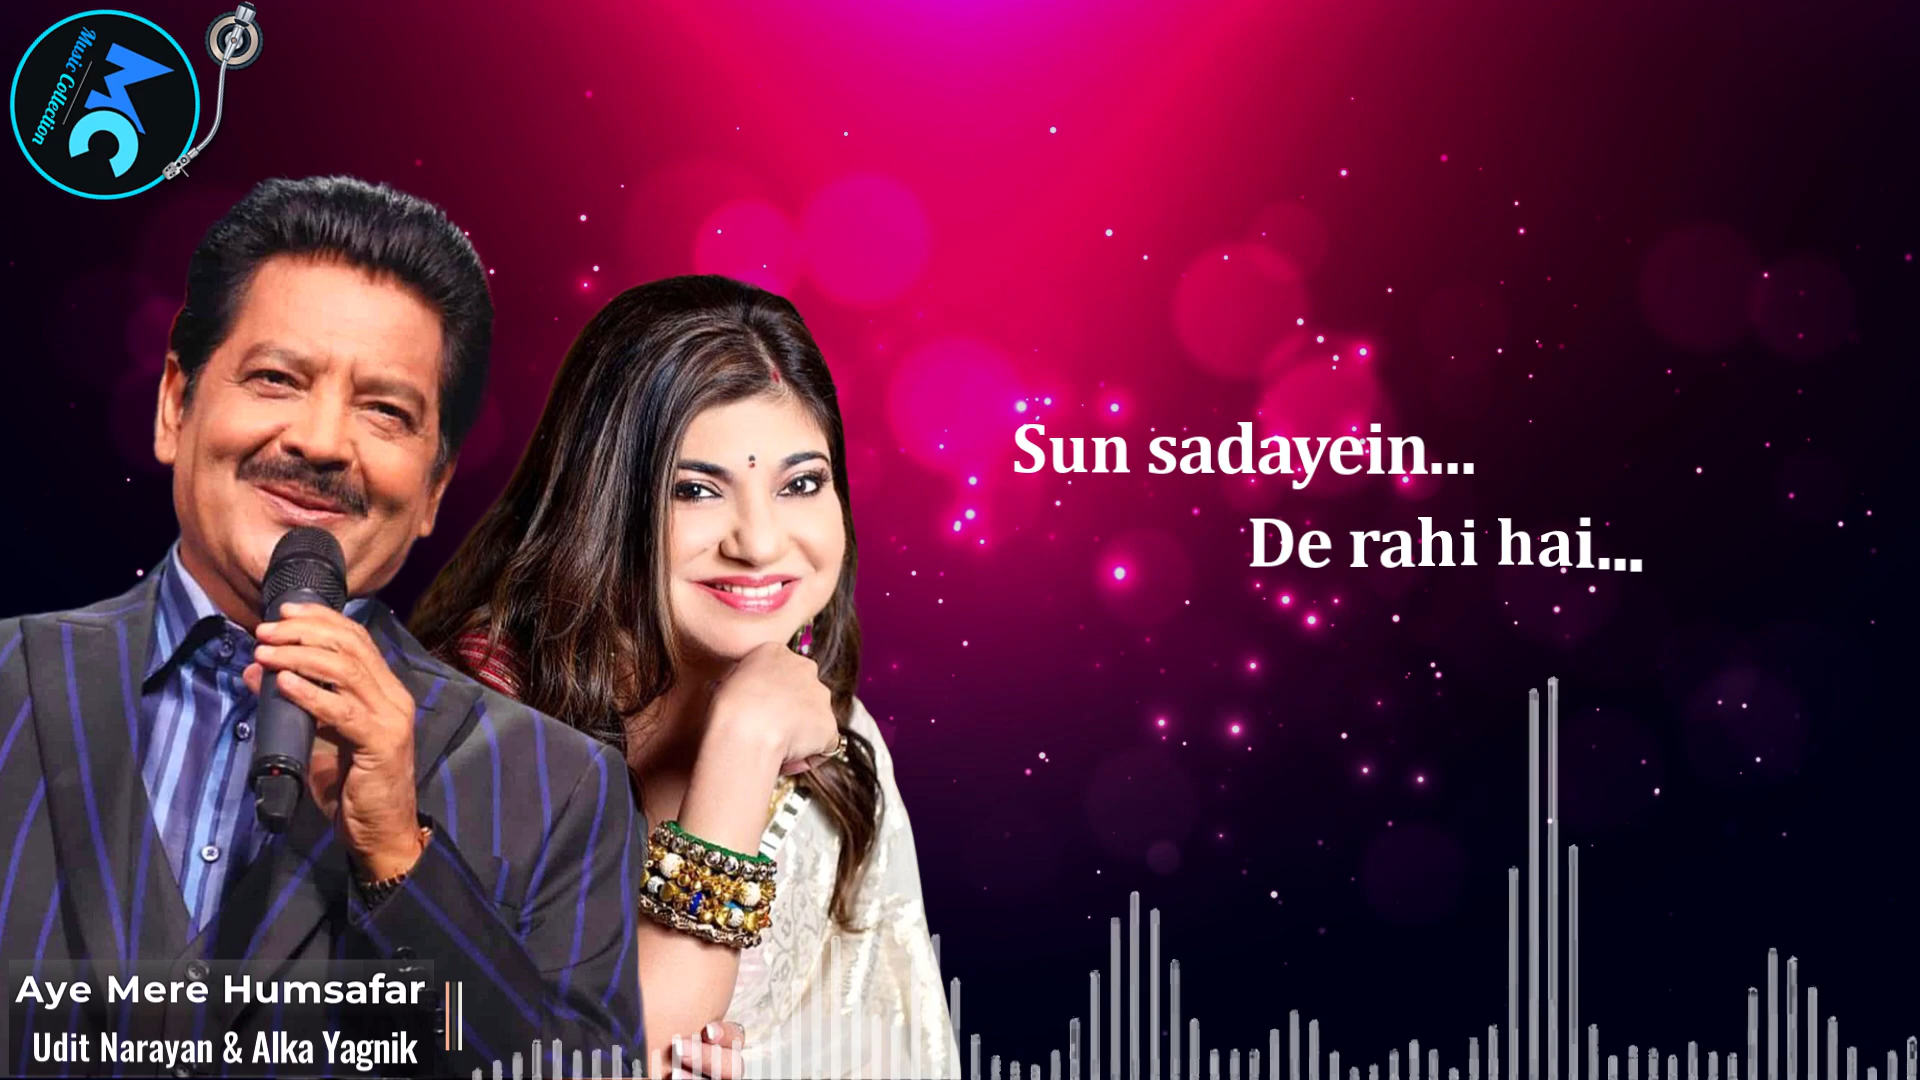 Music Collection
MC
Sun sadayein...
De rahi hai...
Aye Mere Humsafar
Udit Narayan & Alka Yagnik